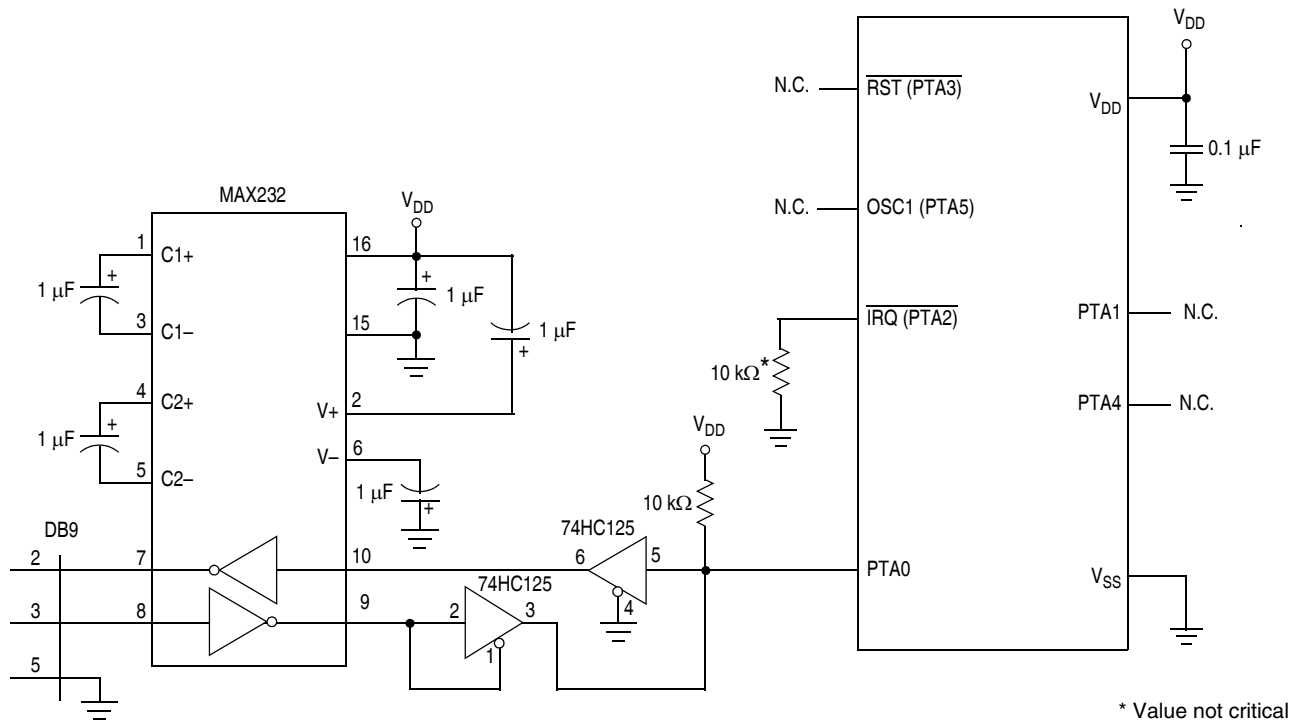 V_DD
N.C.
RST (PTA3)
V_DD
0.1 μF
MAX232
V_DD
N.C.
OSC1 (PTA5)
1
C1+
16
+
1 μF
+
1 μF
3
C1–
15
1 μF
+
IRQ (PTA2)
PTA1
N.C.
10 kΩ*
4
C2+
V+
2
PTA4
N.C.
+
1 μF
V_DD
V–
6
5
C2–
1 μF
+
10 kΩ
DB9
74HC125
2
7
10
6
5
4
PTA0
V_SS
74HC125
3
8
9
2
3
1
5
* Value not critical